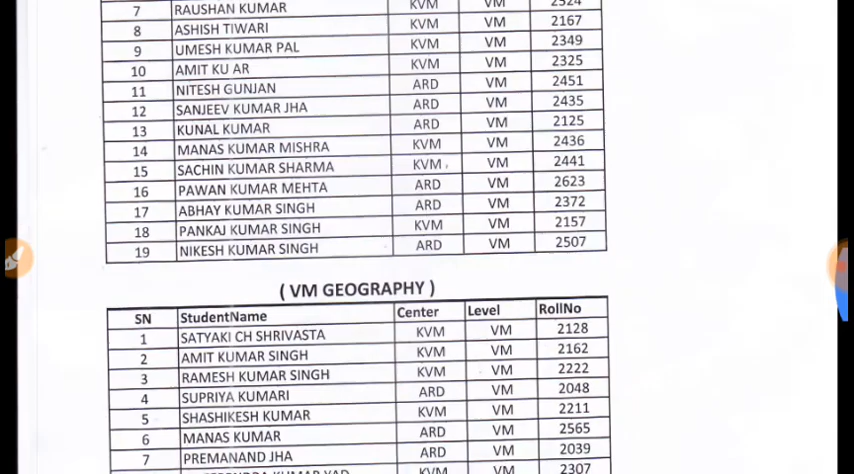 7 RAUSHAN KUMAR KVM VM 2324
8 ASHISH TIWARI KVM VM 2167
9 UMESH KUMAR PAL KVM VM 2349
10 AMIT KU AR KVM VM 2325
11 NITESH GUNJAN ARD VM 2451
12 SANJEEV KUMAR JHA ARD VM 2435
13 KUNAL KUMAR ARD VM 2125
14 MANAS KUMAR MISHRA KVM VM 2436
15 SACHIN KUMAR SHARMA KVM VM 2441
16 PAWAN KUMAR MEHTA ARD VM 2623
17 ABHAY KUMAR SINGH ARD VM 2372
18 PANKAJ KUMAR SINGH KVM VM 2157
19 NIKESH KUMAR SINGH ARD VM 2507
( VM GEOGRAPHY )
SN StudentName Center Level RollNo
1 SATYAKI CH SHRIVASTA KVM VM 2128
2 AMIT KUMAR SINGH KVM VM 2162
3 RAMESH KUMAR SINGH KVM VM 2222
4 SUPRIYA KUMARI ARD VM 2048
5 SHASHIKESH KUMAR KVM VM 2211
6 MANAS KUMAR ARD VM 2565
7 PREMANAND JHA ARD VM 2039
KUMAR YAD KVM VM 2307